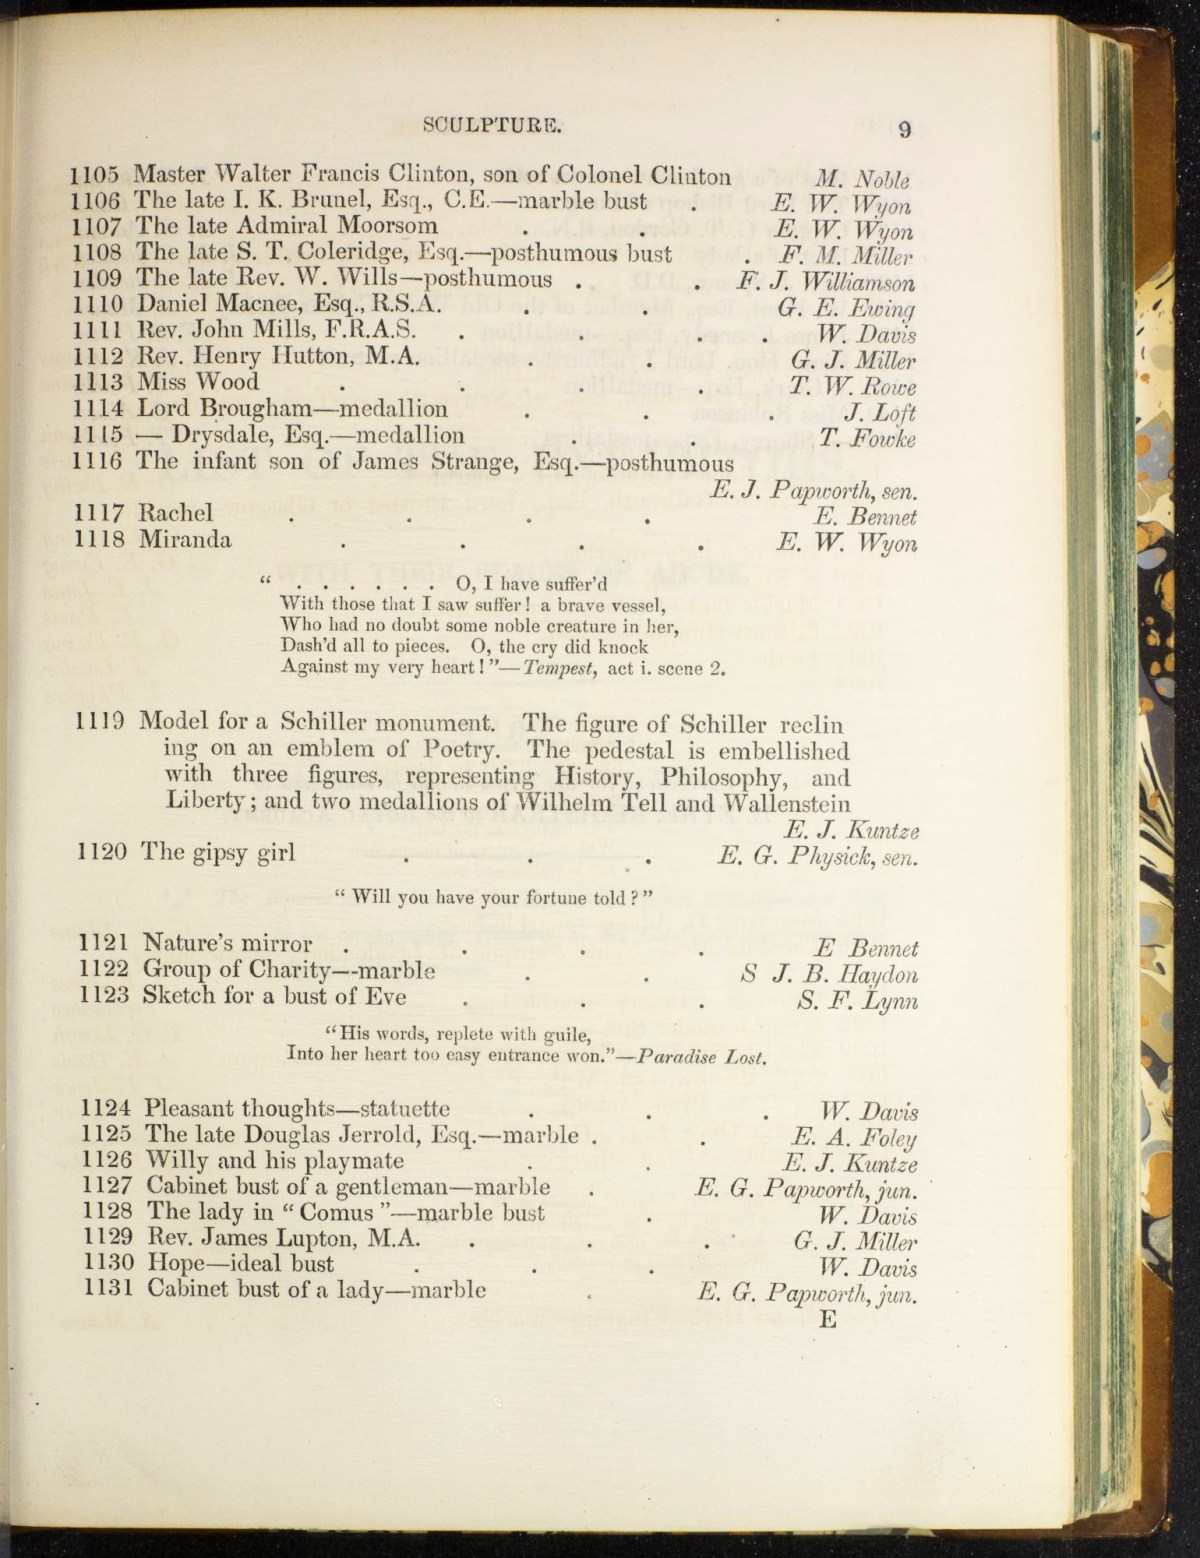 SCULPTURE. 9
1105 Master Walter Francis Clinton, son of Colonel Clinton M. Noble
1106 The late I. K. Brunel, Esq., C.E.—marble bust . E. W. Wyon
1107 The late Admiral Moorsom . . E. W. Wyon
1108 The late S. T. Coleridge, Esq.—posthumous bust . F. M. Miller
1109 The late Rev. W. Wills—posthumous . . F. J. Williamson
1110 Daniel Macnee, Esq., R.S.A. . . G. E. Ewing
1111 Rev. John Mills, F.R.A.S. . . . . W. Davis
1112 Rev. Henry Hutton, M.A. . . G. J. Miller
1113 Miss Wood . . . . T. W. Rowe
1114 Lord Brougham—medallion . . . J. Loft
1115 — Drysdale, Esq.—medallion . . T. Fowke
1116 The infant son of James Strange, Esq.—posthumous
E. J. Papworth, sen.
1117 Rachel . . . . E. Bennet
1118 Miranda . . . . E. W. Wyon
“ . . . . . . O, I have suffer'd
With those that I saw suffer! a brave vessel,
Who had no doubt some noble creature in her,
Dash'd all to pieces. O, the cry did knock
Against my very heart!”—Tempest, act i. scene 2.
1119 Model for a Schiller monument. The figure of Schiller reclin
ing on an emblem of Poetry. The pedestal is embellished
with three figures, representing History, Philosophy, and
Liberty; and two medallions of Wilhelm Tell and Wallenstein
E. J. Kuntze
1120 The gipsy girl . . . E. G. Physick, sen.
“Will you have your fortune told?”
1121 Nature's mirror . . . . E Bennet
1122 Group of Charity—marble . . S J. B. Haydon
1123 Sketch for a bust of Eve . . . S. F. Lynn
“His words, replete with guile,
Into her heart too easy entrance won.”—Paradise Lost.
1124 Pleasant thoughts—statuette . . . W. Davis
1125 The late Douglas Jerrold, Esq.—marble . . E. A. Foley
1126 Willy and his playmate . . E. J. Kuntze
1127 Cabinet bust of a gentleman—marble . E. G. Papworth, jun.
1128 The lady in “Comus”—marble bust . W. Davis
1129 Rev. James Lupton, M.A. . . . G. J. Miller
1130 Hope—ideal bust . . . W. Davis
1131 Cabinet bust of a lady—marble . E. G. Papworth, jun.
E